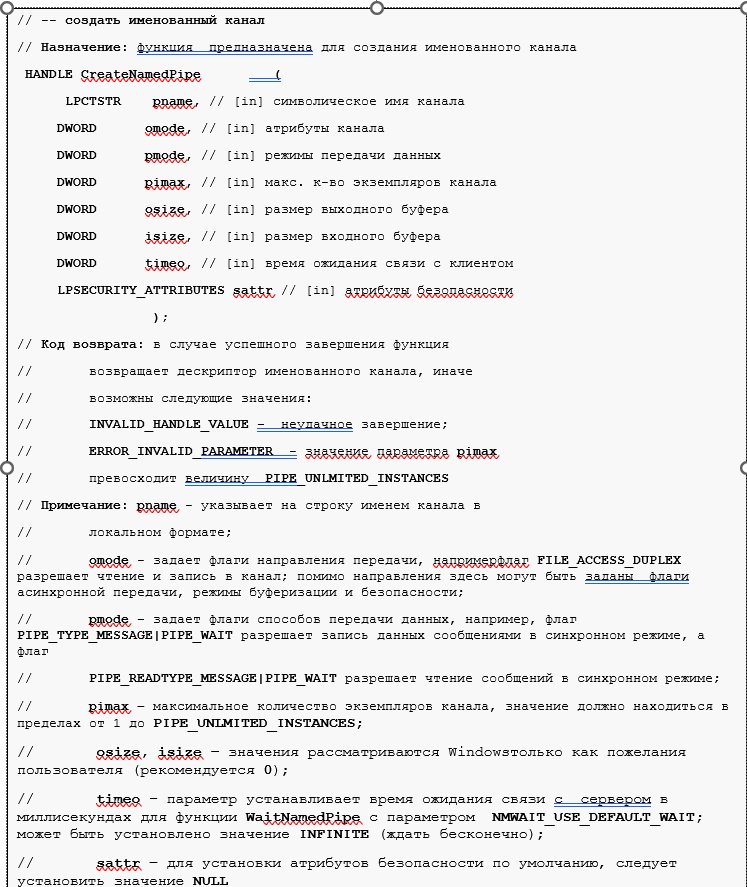 // -- создать именованный канал
// Назначение: функция предназначена для создания именованного канала
HANDLE CreateNamedPipe (
LPCTSTR pname, // [in] символическое имя канала
DWORD omode, // [in] атрибуты канала
DWORD pmode, // [in] режимы передачи данных
DWORD pimax, // [in] макс. к-во экземпляров канала
DWORD osize, // [in] размер выходного буфера
DWORD isize, // [in] размер входного буфера
DWORD timeo, // [in] время ожидания связи с клиентом
LPSECURITY_ATTRIBUTES sattr // [in] атрибуты безопасности
);
// Код возврата: в случае успешного завершения функция
// возвращает дескриптор именованного канала, иначе
// возможны следующие значения:
// INVALID_HANDLE_VALUE – неудачное завершение;
// ERROR_INVALID_PARAMETER – значение параметра pimax
// превосходит величину PIPE_UNLMITED_INSTANCES
// Примечание: pname - указывает на строку именем канала в
// локальном формате;
// omode – задает флаги направления передачи, напримерфлаг FILE_ACCESS_DUPLEX
разрешает чтение и запись в канал; помимо направления здесь могут быть заданы флаги
асинхронной передачи, режимы буферизации и безопасности;
// pmode – задает флаги способов передачи данных, например, флаг
PIPE_TYPE_MESSAGE|PIPE_WAIT разрешает запись данных сообщениями в синхронном режиме, а
флаг
// PIPE_READTYPE_MESSAGE|PIPE_WAIT разрешает чтение сообщений в синхронном режиме;
// pimax – максимальное количество экземпляров канала, значение должно находиться в
пределах от 1 до PIPE_UNLMITED_INSTANCES;
// osize, isize – значения рассматриваются Windowsтолько как пожелания
пользователя (рекомендуется 0);
// timeo – параметр устанавливает время ожидания связи с сервером в
миллисекундах для функции WaitNamedPipe с параметром NMWAIT_USE_DEFAULT_WAIT;
может быть установлено значение INFINITE (ждать бесконечно);
// sattr – для установки атрибутов безопасности по умолчанию, следует
установить значение NULL